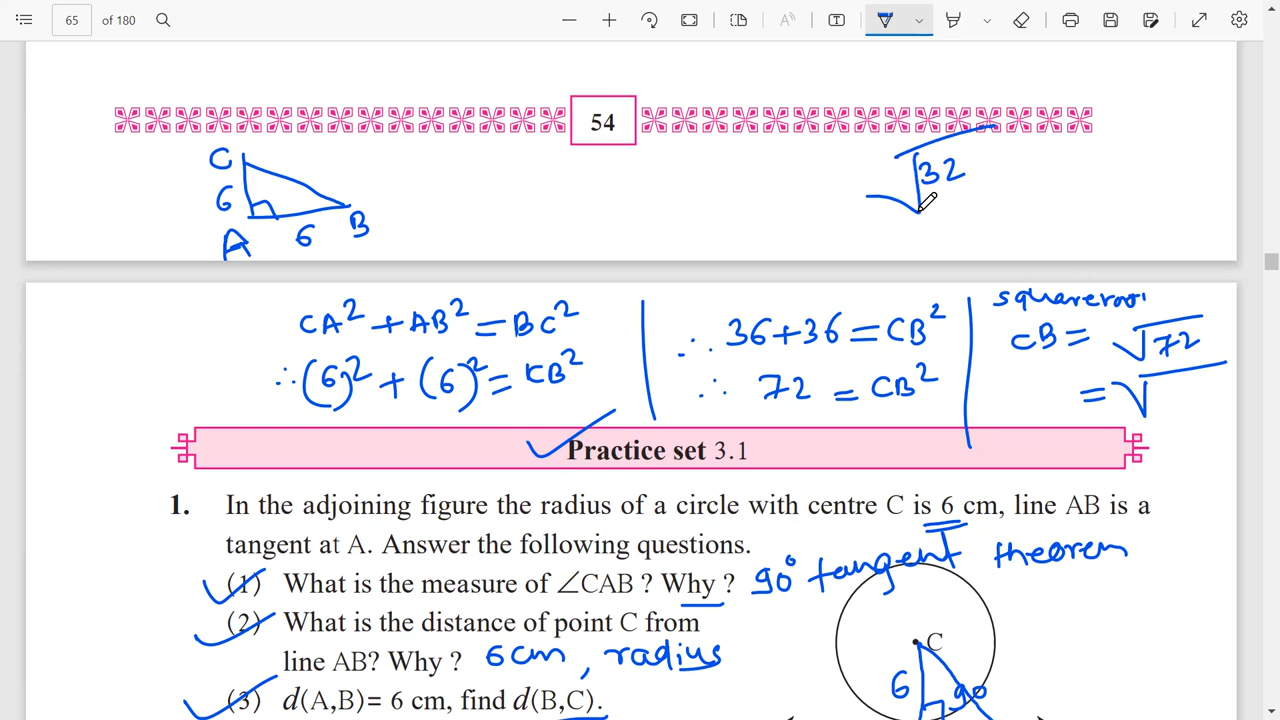 65 of 180
54
C
6
A 6 B
√32
CA² + AB² = BC²
∴ (6)² + (6)² = CB²
∴ 36+36 = CB²
∴ 72 = CB²
squareroot
CB = √72
= √
Practice set 3.1
1. In the adjoining figure the radius of a circle with centre C is 6 cm, line AB is a
tangent at A. Answer the following questions.
(1) What is the measure of ∠CAB ? Why ? 90° tangent theorem
(2) What is the distance of point C from
line AB? Why ? 6cm, radius
(3) d(A,B)= 6 cm, find d(B,C).
C
6 90